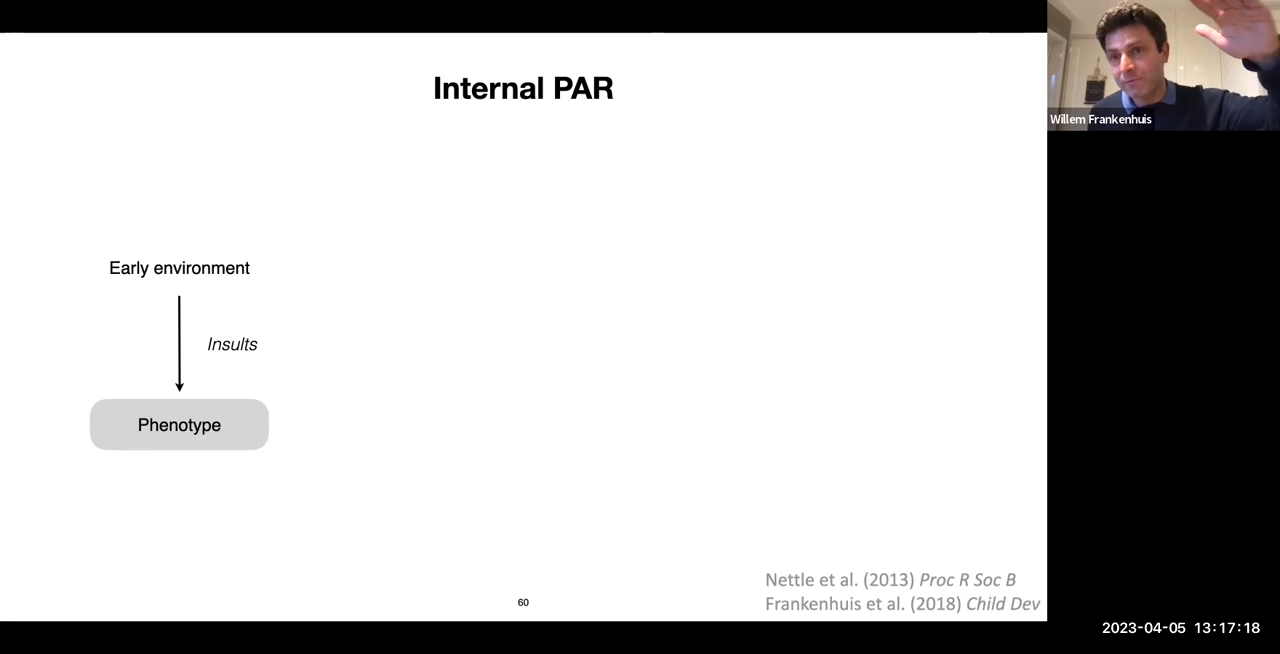 Internal PAR
Willem Frankenhuis
Early environment
Insults
Phenotype
Nettle et al. (2013) Proc R Soc B
Frankenhuis et al. (2018) Child Dev
60
2023-04-05 13:17:18